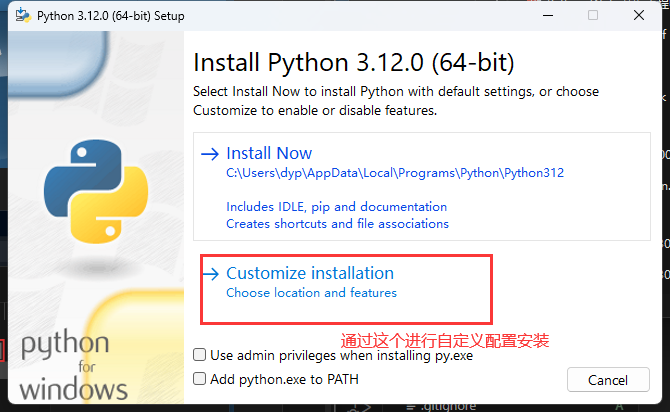 Python 3.12.0 (64-bit) Setup
Install Python 3.12.0 (64-bit)
Select Install Now to install Python with default settings, or choose
Customize to enable or disable features.
Install Now
C:\Users\dyp\AppData\Local\Programs\Python\Python312
Includes IDLE, pip and documentation
Creates shortcuts and file associations
Customize installation
Choose location and features
通过这个进行自定义配置安装
Use admin privileges when installing py.exe
Add python.exe to PATH
Cancel
python
for
windows
.gitignore
A